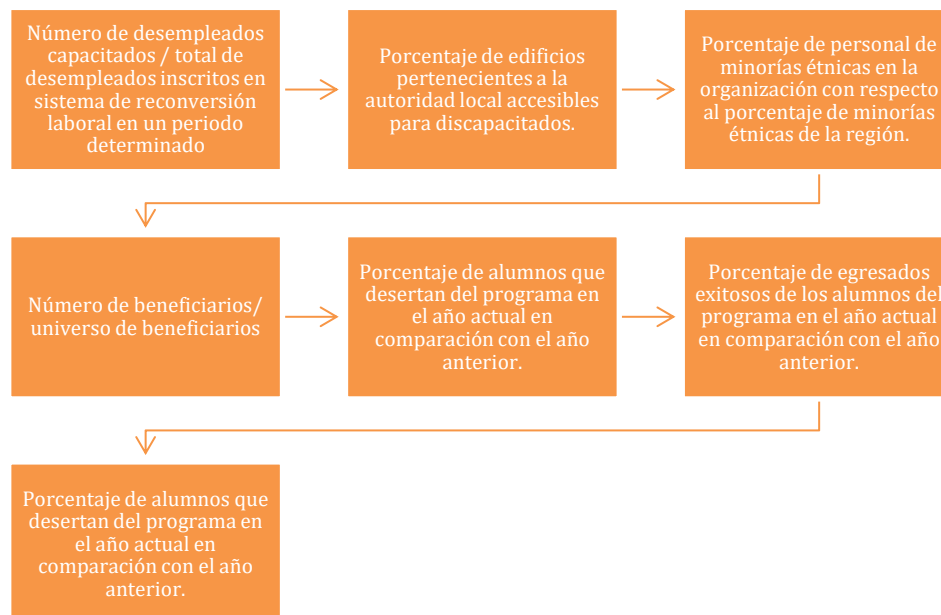 Número de desempleados
capacitados / total de
desempleados inscritos en
sistema de reconversión
laboral en un periodo
determinado
Porcentaje de edificios
pertenecientes a la
autoridad local accesibles
para discapacitados.
Porcentaje de personal de
minorías étnicas en la
organización con respecto
al porcentaje de minorías
étnicas de la región.
Número de beneficiarios/
universo de beneficiarios
Porcentaje de alumnos que
desertan del programa en
el año actual en
comparación con el año
anterior.
Porcentaje de egresados
exitosos de los alumnos del
programa en el año actual
en comparación con el año
anterior.
Porcentaje de alumnos que
desertan del programa en
el año actual en
comparación con el año
anterior.